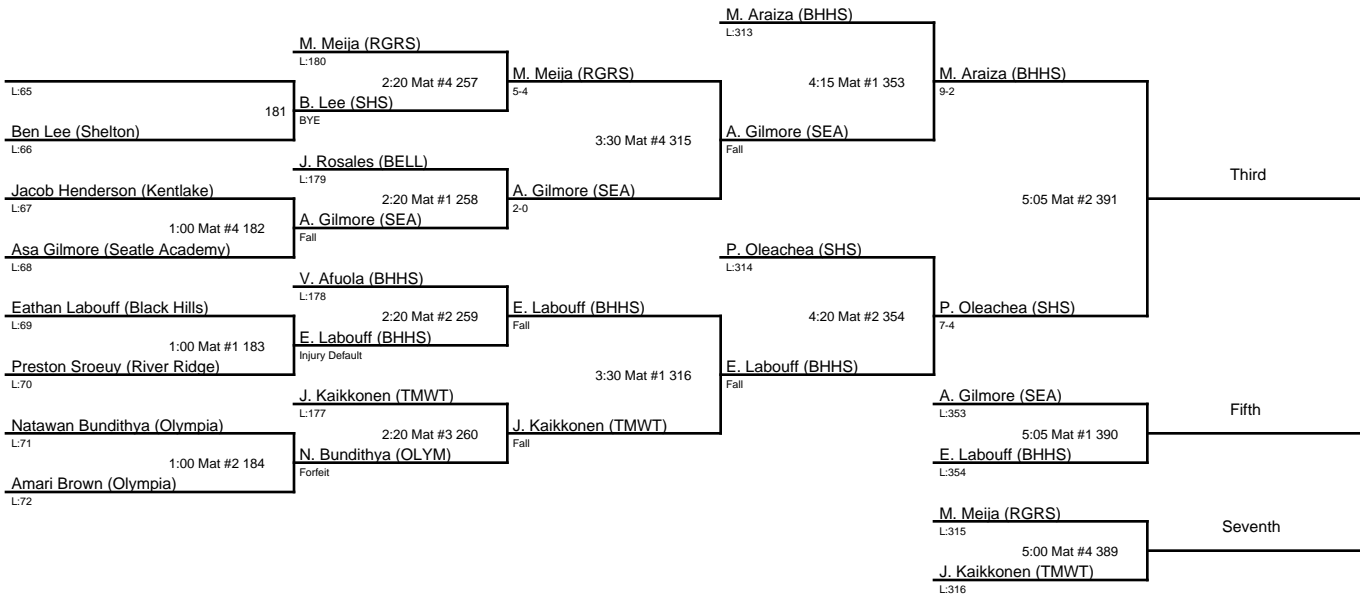 M. Araiza (BHHS)
L:313
M. Meija (RGRS)
L:180
2:20 Mat #4 257
M. Meija (RGRS)
5-4
4:15 Mat #1 353
M. Araiza (BHHS)
9-2
L:65
181
B. Lee (SHS)
BYE
Ben Lee (Shelton)
L:66
3:30 Mat #4 315
A. Gilmore (SEA)
Fall
J. Rosales (BELL)
L:179
Third
Jacob Henderson (Kentlake)
L:67
2:20 Mat #1 258
A. Gilmore (SEA)
2-0
5:05 Mat #2 391
1:00 Mat #4 182
A. Gilmore (SEA)
Fall
Asa Gilmore (Seatle Academy)
L:68
P. Oleachea (SHS)
L:314
V. Afuola (BHHS)
L:178
Eathan Labouff (Black Hills)
L:69
2:20 Mat #2 259
E. Labouff (BHHS)
Fall
4:20 Mat #2 354
P. Oleachea (SHS)
7-4
1:00 Mat #1 183
E. Labouff (BHHS)
Injury Default
Preston Sroeuy (River Ridge)
L:70
3:30 Mat #1 316
E. Labouff (BHHS)
Fall
J. Kaikkonen (TMWT)
L:177
A. Gilmore (SEA)
L:353
Fifth
Natawan Bundithya (Olympia)
L:71
2:20 Mat #3 260
J. Kaikkonen (TMWT)
Fall
5:05 Mat #1 390
1:00 Mat #2 184
N. Bundithya (OLYM)
Forfeit
E. Labouff (BHHS)
L:354
Amari Brown (Olympia)
L:72
M. Meija (RGRS)
L:315
Seventh
5:00 Mat #4 389
J. Kaikkonen (TMWT)
L:316